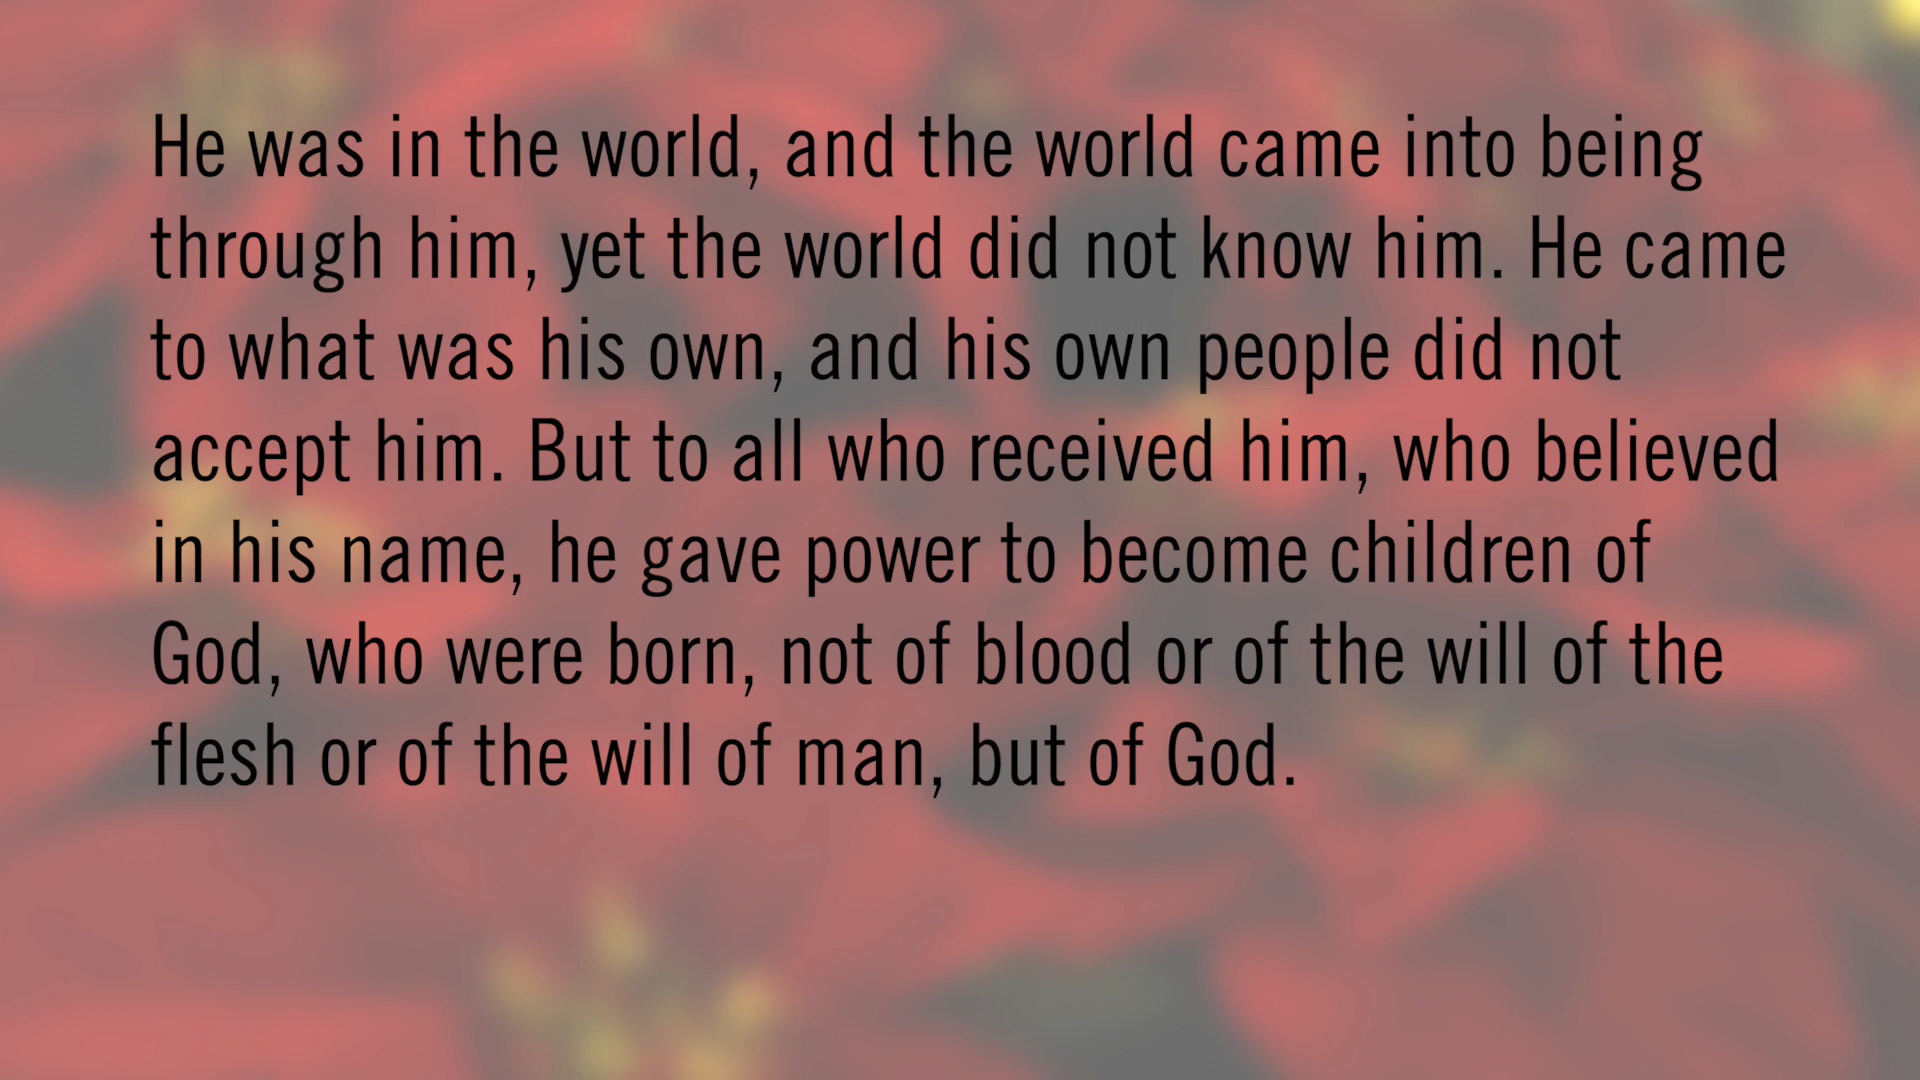 He was in the world, and the world came into being
through him, yet the world did not know him. He came
to what was his own, and his own people did not
accept him. But to all who received him, who believed
in his name, he gave power to become children of
God, who were born, not of blood or of the will of the
flesh or of the will of man, but of God.